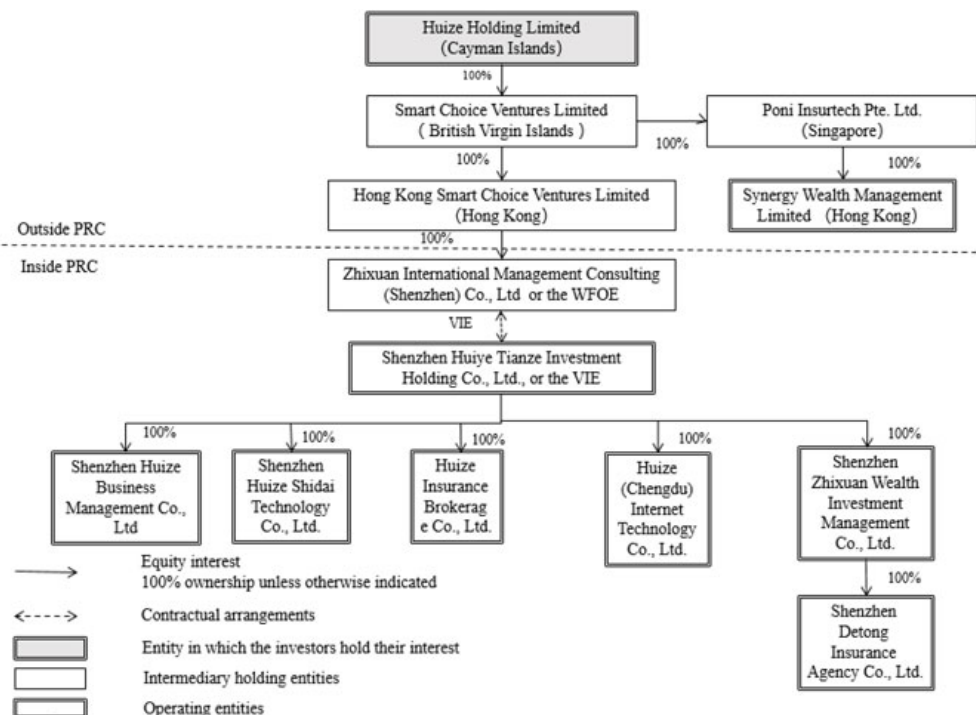 Huize Holding Limited
(Cayman Islands)
100%
Smart Choice Ventures Limited
( British Virgin Islands )
100%
Poni Insurtech Pte. Ltd.
(Singapore)
100%
100%
Hong Kong Smart Choice Ventures Limited
(Hong Kong)
Synergy Wealth Management
Limited (Hong Kong)
Outside PRC
100%
Inside PRC
Zhixuan International Management Consulting
(Shenzhen) Co., Ltd or the WFOE
VIE
Shenzhen Huiye Tianze Investment
Holding Co., Ltd., or the VIE
100%
100%
100%
100%
100%
Shenzhen Huize
Business
Management Co.,
Ltd
Shenzhen
Huize Shidai
Technology
Co., Ltd.
Huize
Insurance
Brokerag
e Co., Ltd.
Huize
(Chengdu)
Internet
Technology
Co., Ltd.
Shenzhen
Zhixuan Wealth
Investment
Management
Co., Ltd.
100%
Shenzhen
Detong
Insurance
Agency Co., Ltd.
Equity interest
100% ownership unless otherwise indicated
Contractual arrangements
Entity in which the investors hold their interest
Intermediary holding entities
Operating entities